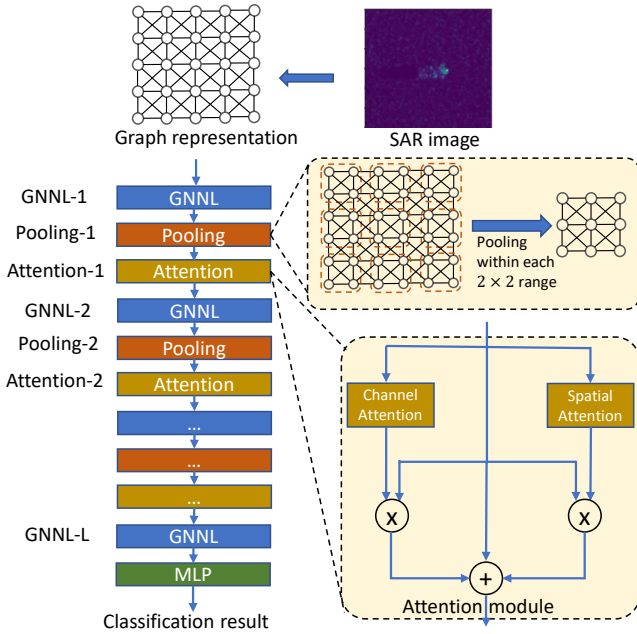 Graph representation
SAR image
GNNL-1
GNNL
Pooling-1
Pooling
Attention-1
Attention
GNNL-2
GNNL
Pooling-2
Pooling
Attention-2
Attention
...
...
...
GNNL-L
GNNL
MLP
Classification result
Pooling
within each
2 × 2 range
Channel
Attention
Spatial
Attention
X
X
+
Attention module